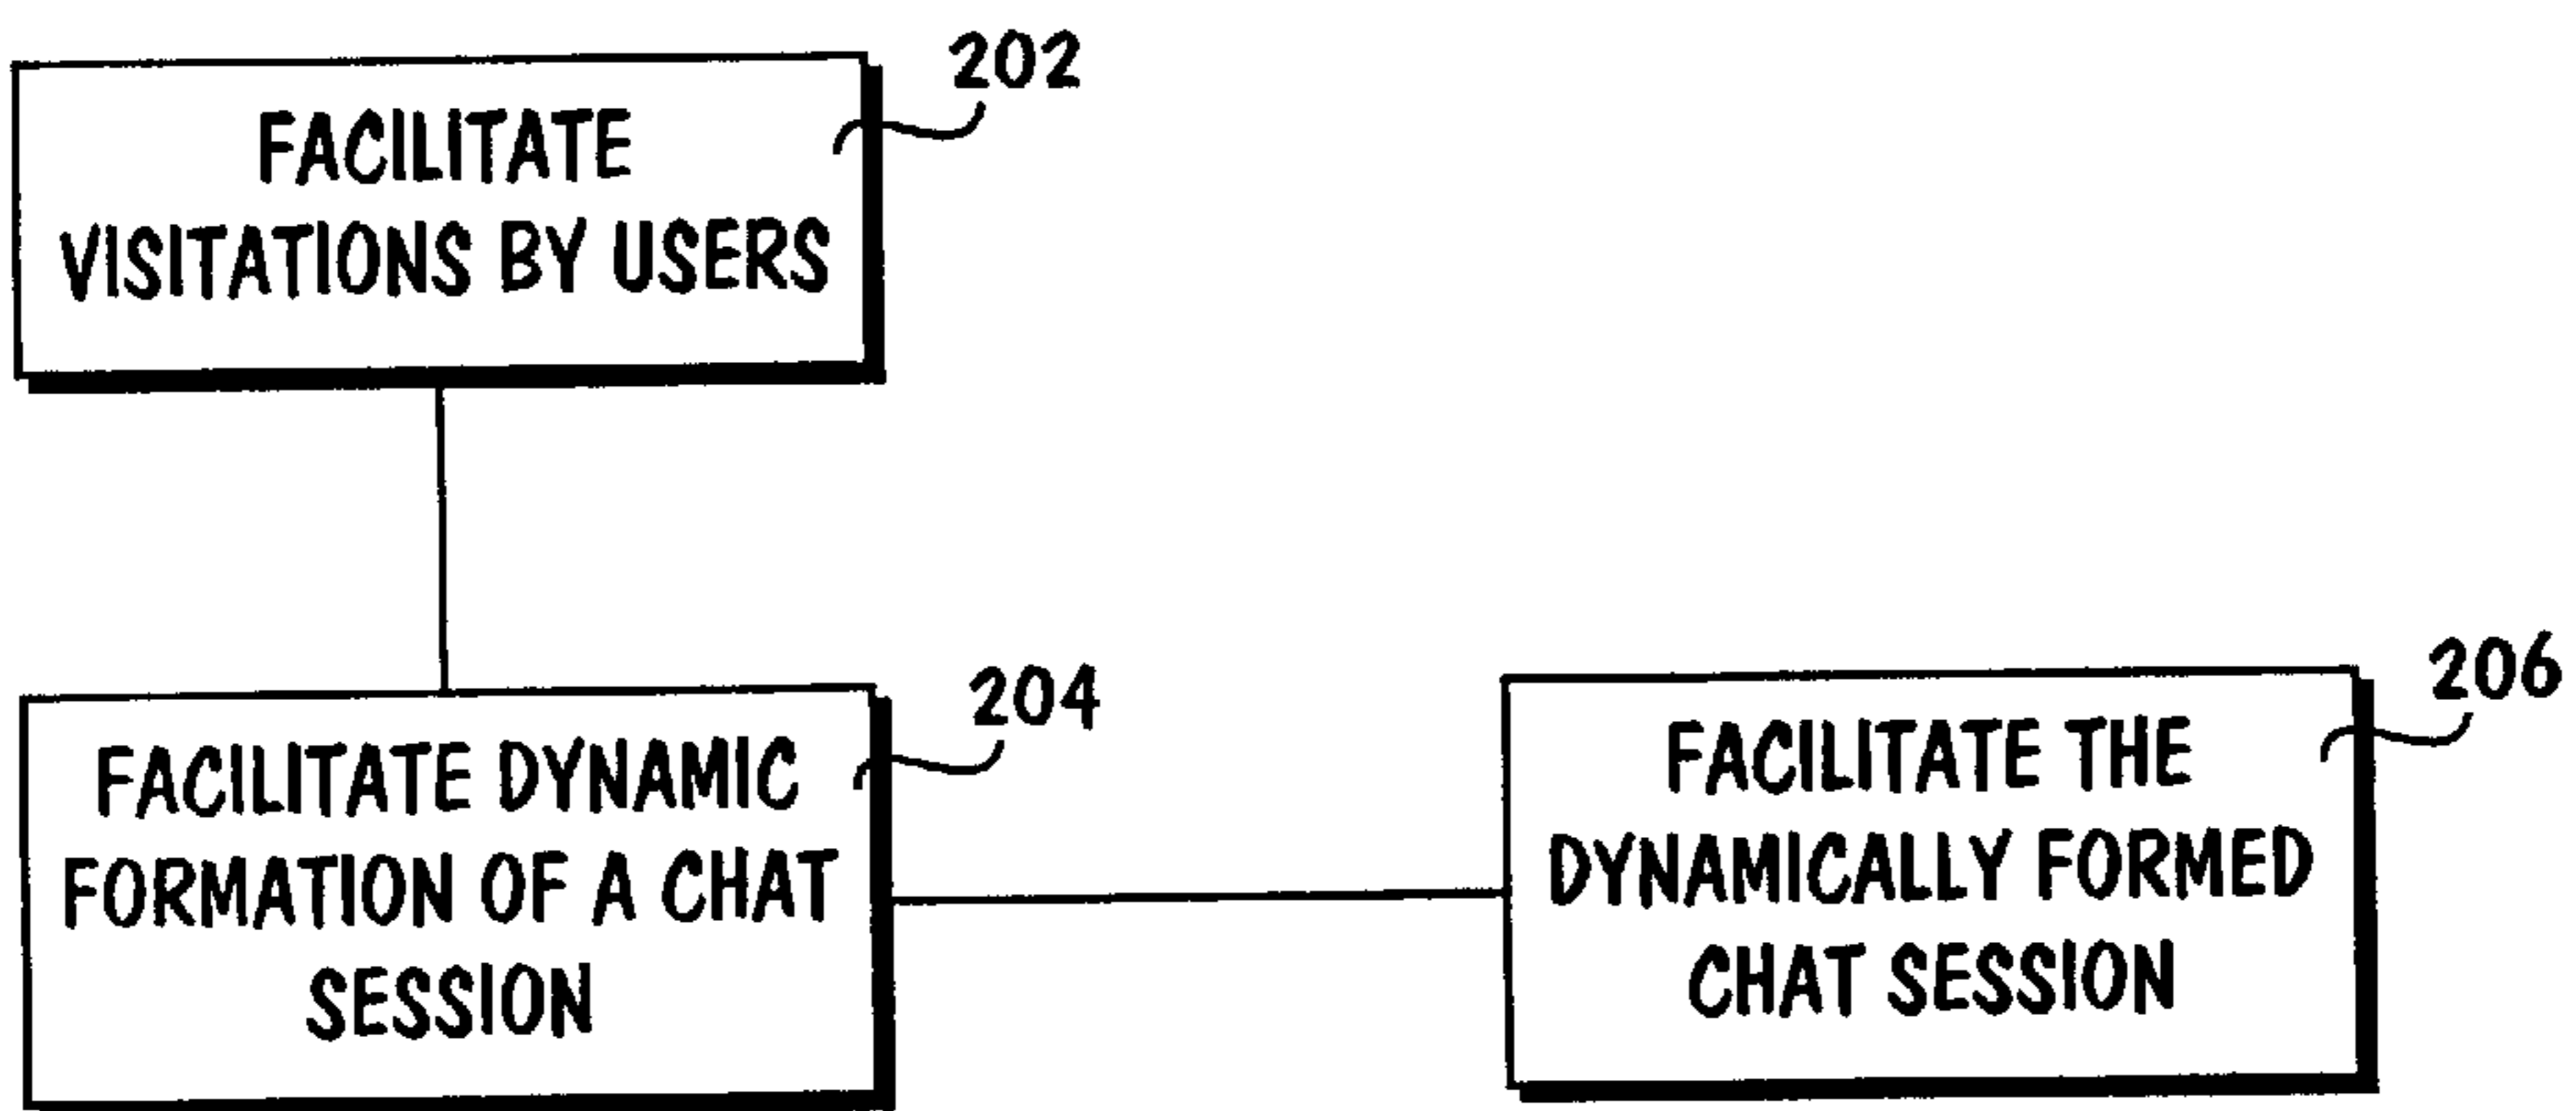 202
FACILITATE
VISITATIONS BY USERS
204
FACILITATE DYNAMIC
FORMATION OF A CHAT
SESSION
206
FACILITATE THE
DYNAMICALLY FORMED
CHAT SESSION